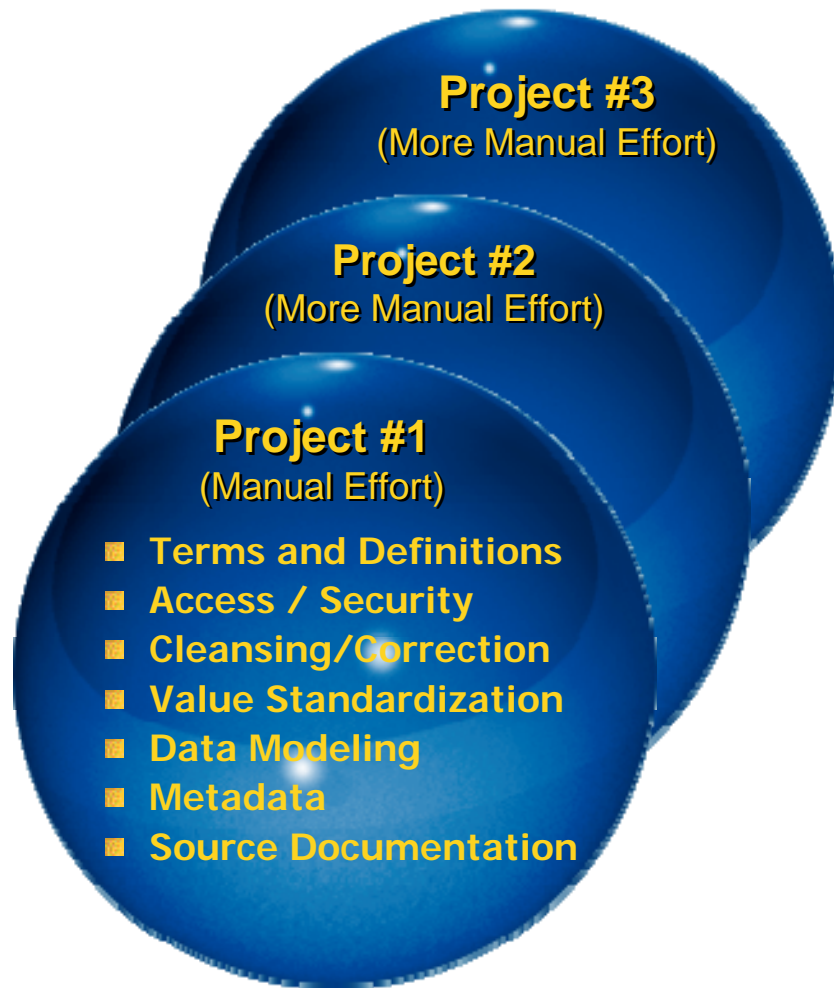 Project #3
(More Manual Effort)
Project #2
(More Manual Effort)
Project #1
(Manual Effort)
Terms and Definitions
Access / Security
Cleansing/Correction
Value Standardization
Data Modeling
Metadata
Source Documentation